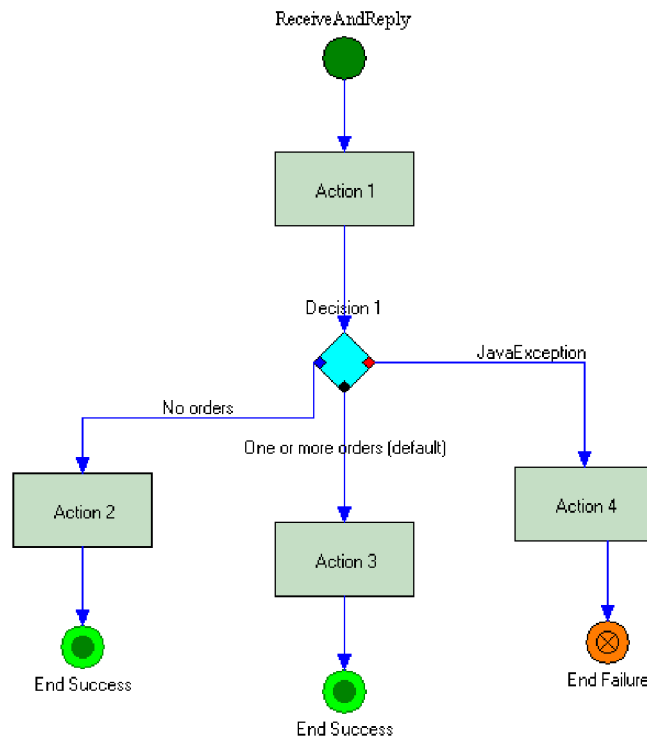 ReceiveAndReply
Action 1
Decision 1
JavaException
No orders
One or more orders (default)
Action 2
Action 3
Action 4
End Success
End Success
End Failure